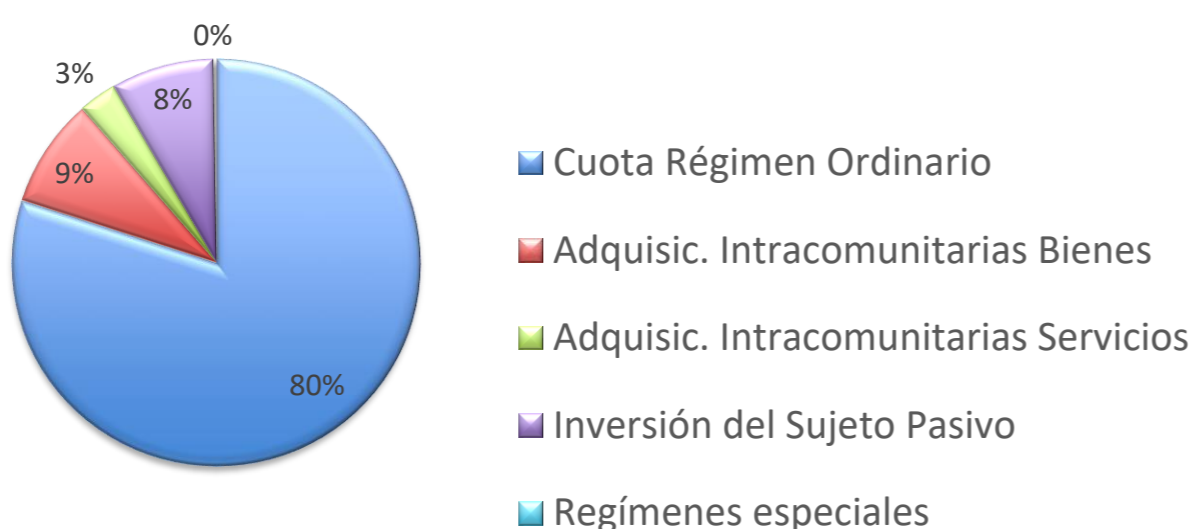 0%
3%
8%
9%
80%
Cuota Régimen Ordinario
Adquisic. Intracomunitarias Bienes
Adquisic. Intracomunitarias Servicios
Inversión del Sujeto Pasivo
Regímenes especiales